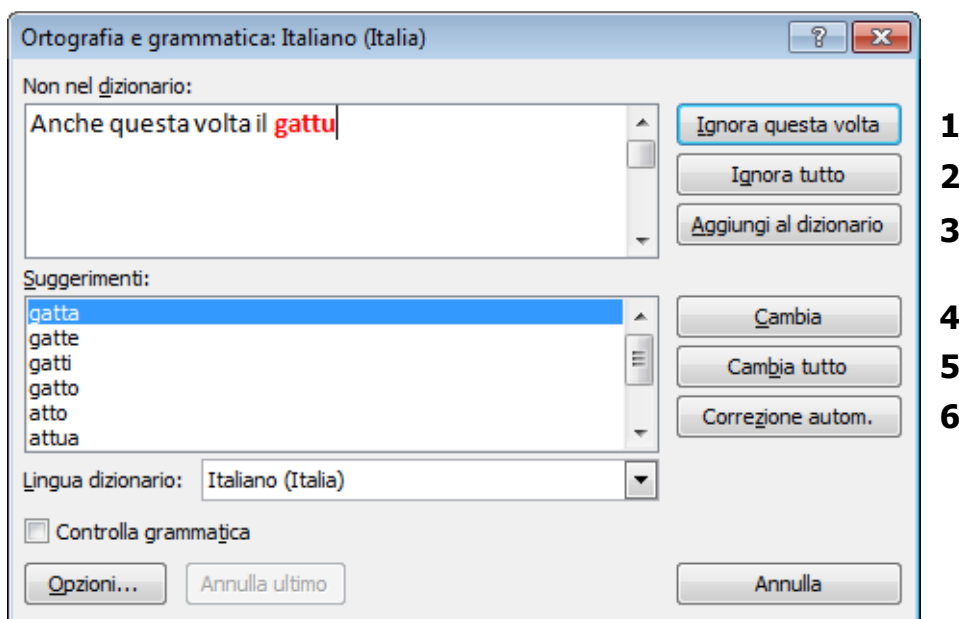 Ortografia e grammatica: Italiano (Italia)
Non nel dizionario:
Anche questa volta il gattu
Ignora questa volta 1
Ignora tutto 2
Aggiungi al dizionario 3
Suggerimenti:
gatta
gatte
gatti
gatto
atto
attua
Cambia 4
Cambia tutto 5
Correzione autom. 6
Lingua dizionario: Italiano (Italia)
Controlla grammatica
Opzioni... Annulla ultimo Annulla